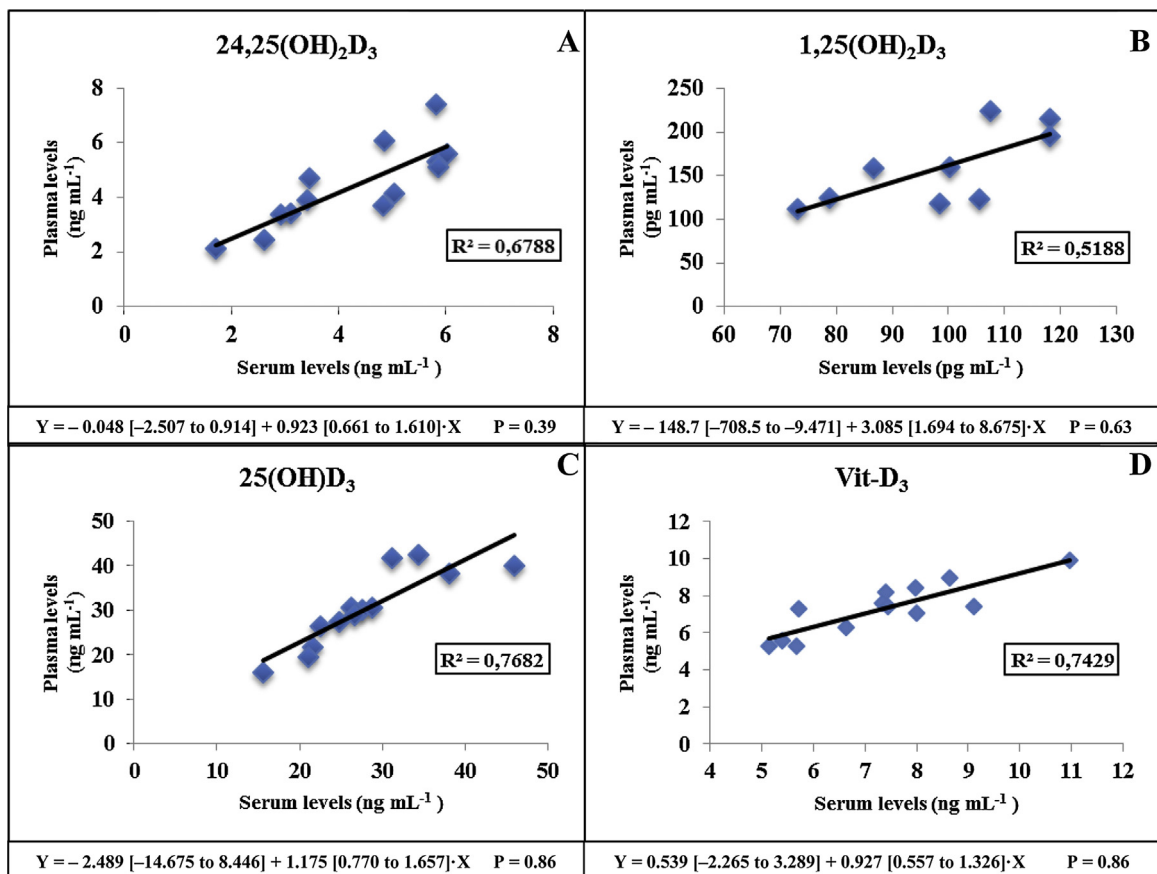 24,25(OH)₂D₃
A
Plasma levels
(ng mL⁻¹)
8
6
4
2
0
R² = 0,6788
0 2 4 6 8
Serum levels (ng mL⁻¹ )
Y = – 0.048 [–2.507 to 0.914] + 0.923 [0.661 to 1.610]·X P = 0.39
1,25(OH)₂D₃
B
Plasma levels
(pg mL⁻¹)
250
200
150
100
50
0
R² = 0,5188
60 70 80 90 100 110 120 130
Serum levels (pg mL⁻¹ )
Y = – 148.7 [–708.5 to –9.471] + 3.085 [1.694 to 8.675]·X P = 0.63
25(OH)D₃
C
Plasma levels
(ng mL⁻¹)
50
40
30
20
10
0
R² = 0,7682
0 10 20 30 40 50
Serum levels (ng mL⁻¹ )
Y = – 2.489 [–14.675 to 8.446] + 1.175 [0.770 to 1.657]·X P = 0.86
Vit-D₃
D
Plasma levels
(ng mL⁻¹)
12
10
8
6
4
2
0
R² = 0,7429
4 5 6 7 8 9 10 11 12
Serum levels (ng mL⁻¹ )
Y = 0.539 [–2.265 to 3.289] + 0.927 [0.557 to 1.326]·X P = 0.86